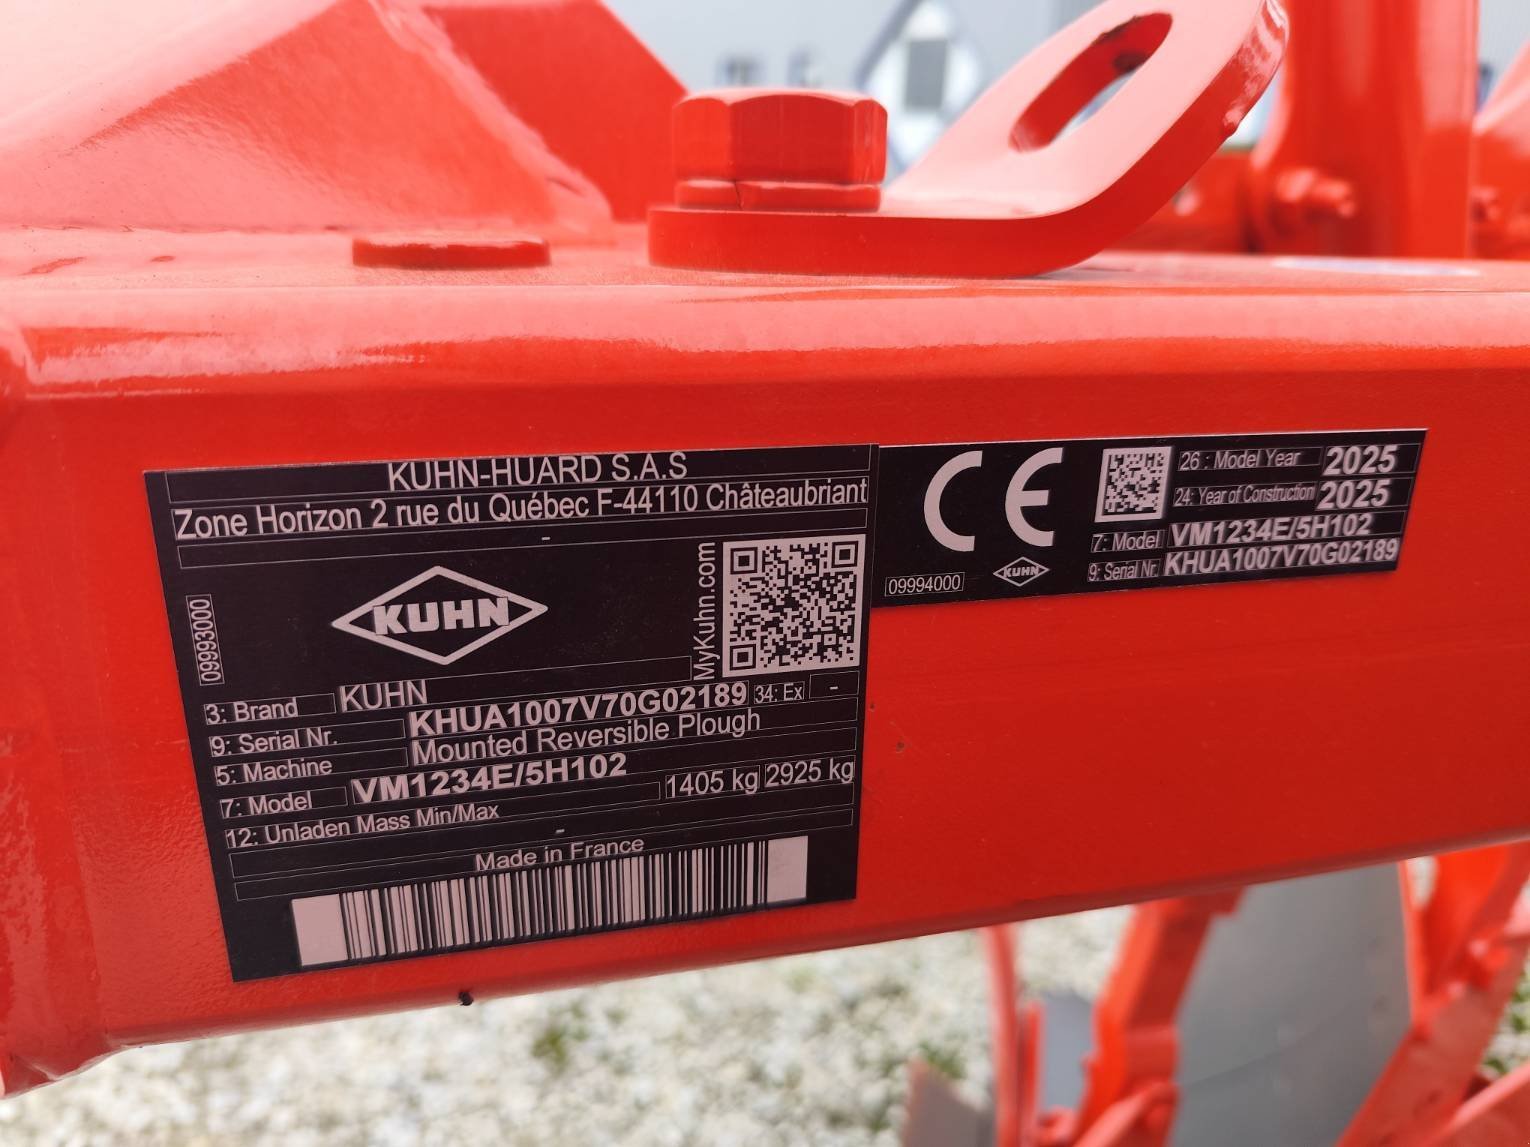 KUHN-HUARD S.A.S
Zone Horizon 2 rue du Québec F-44110 Châteaubriant
-
09993000
KUHN
MyKuhn.com
3: Brand KUHN
9: Serial Nr. KHUA1007V70G02189 34: Ex -
5: Machine Mounted Reversible Plough
7: Model VM1234E/5H102
12: Unladen Mass Min/Max 1405 kg 2925 kg
-
Made in France
CE
09994000
KUHN
26 : Model Year 2025
24: Year of Construction 2025
7: Model VM1234E/5H102
9: Serial Nr. KHUA1007V70G02189